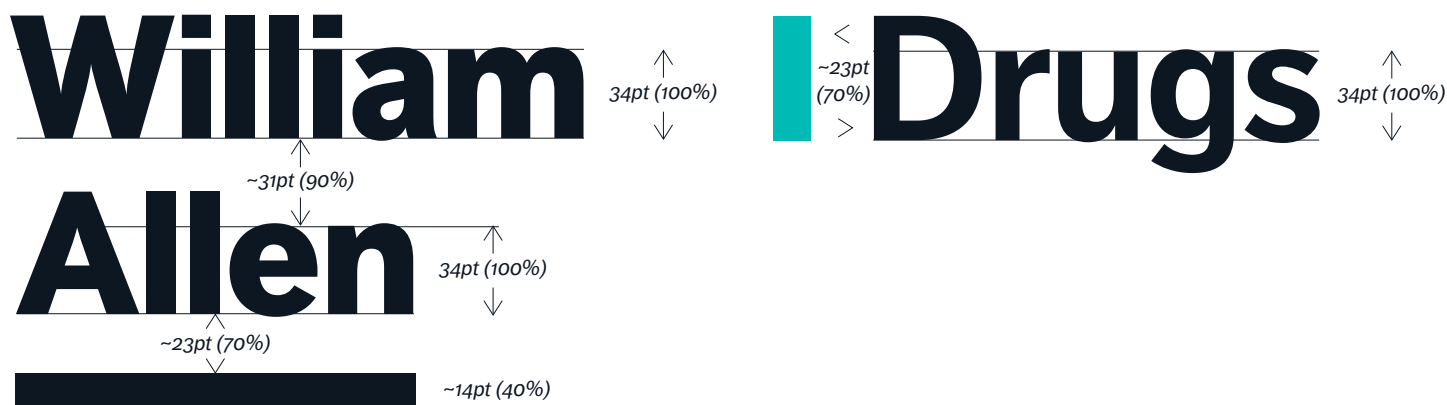 William
34pt (100%)
~31pt (90%)
Allen
34pt (100%)
~23pt (70%)
~14pt (40%)
~23pt
(70%)
Drugs
34pt (100%)